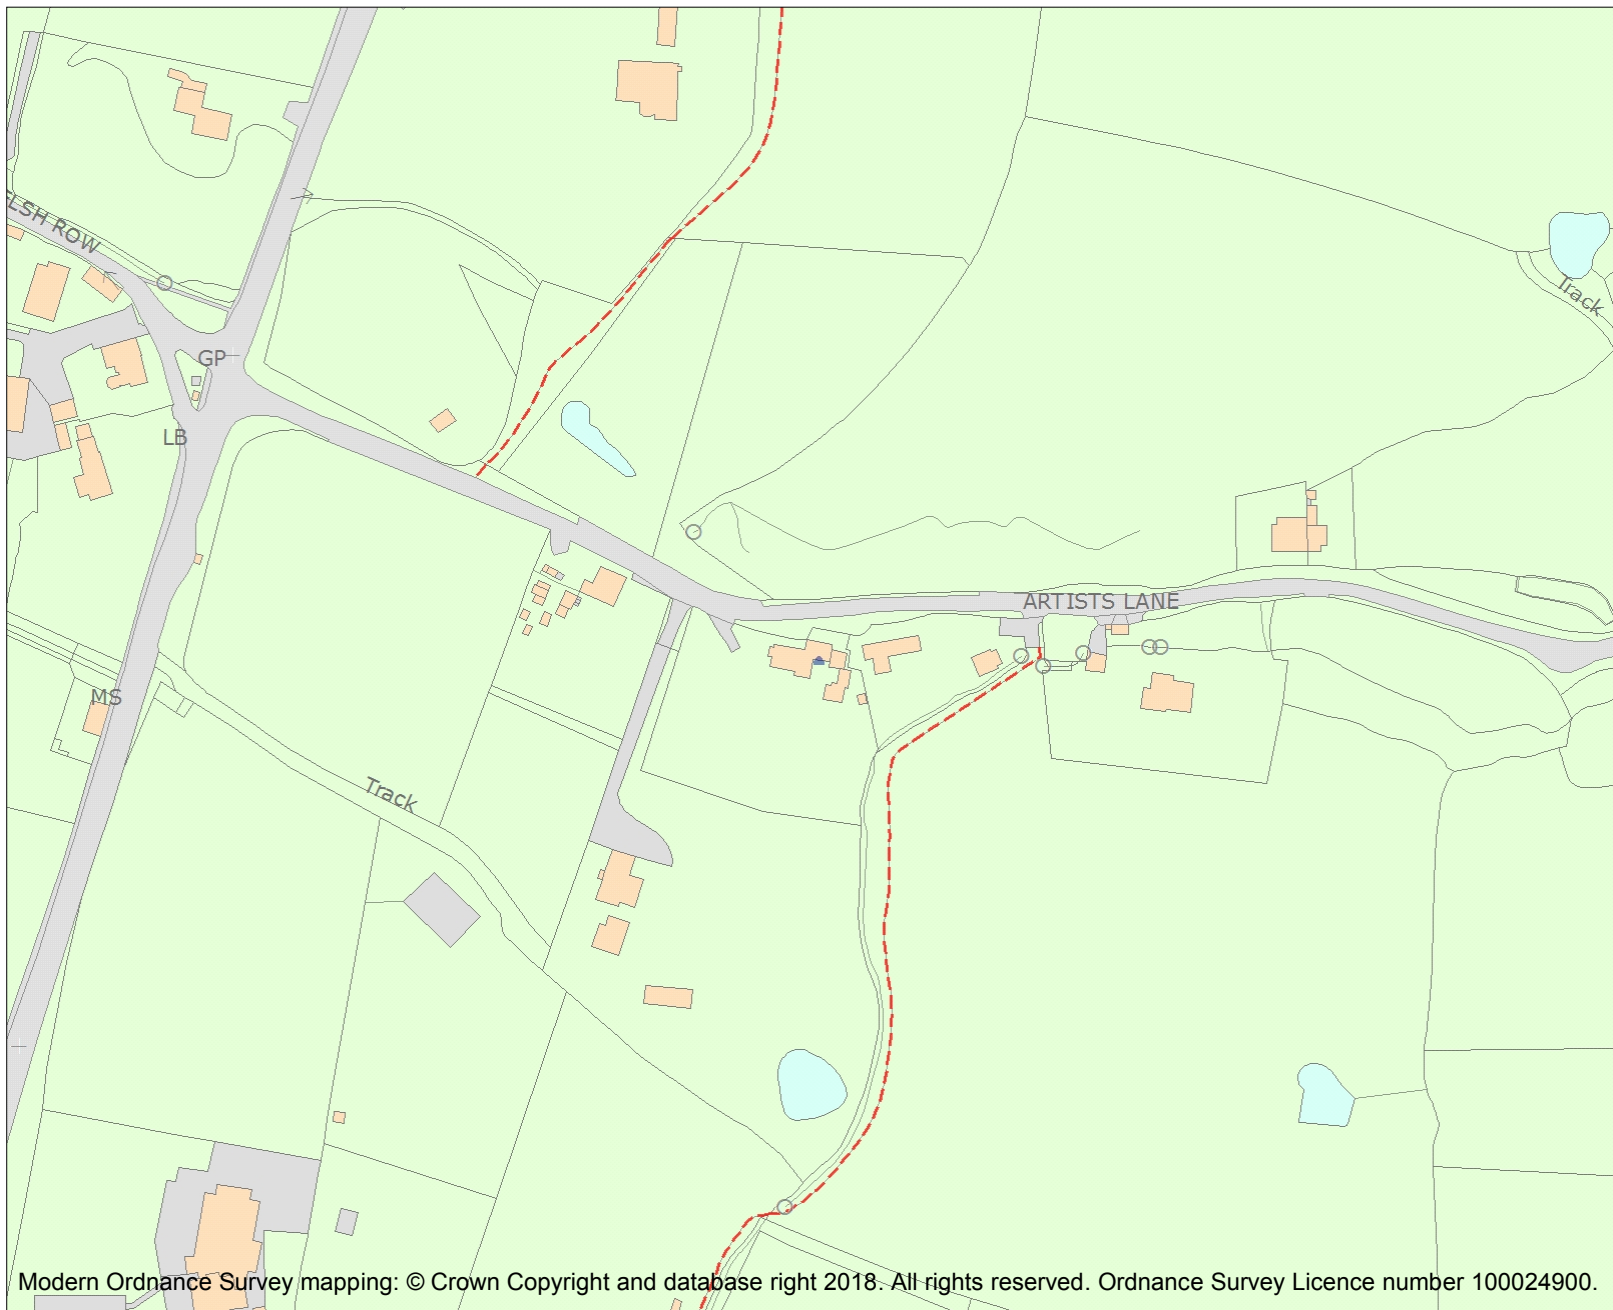 ELSH ROW
Track
GP
LB
ARTISTS LANE
MS
Track
Modern Ordnance Survey mapping: © Crown Copyright and database right 2018. All rights reserved. Ordnance Survey Licence number 100024900.